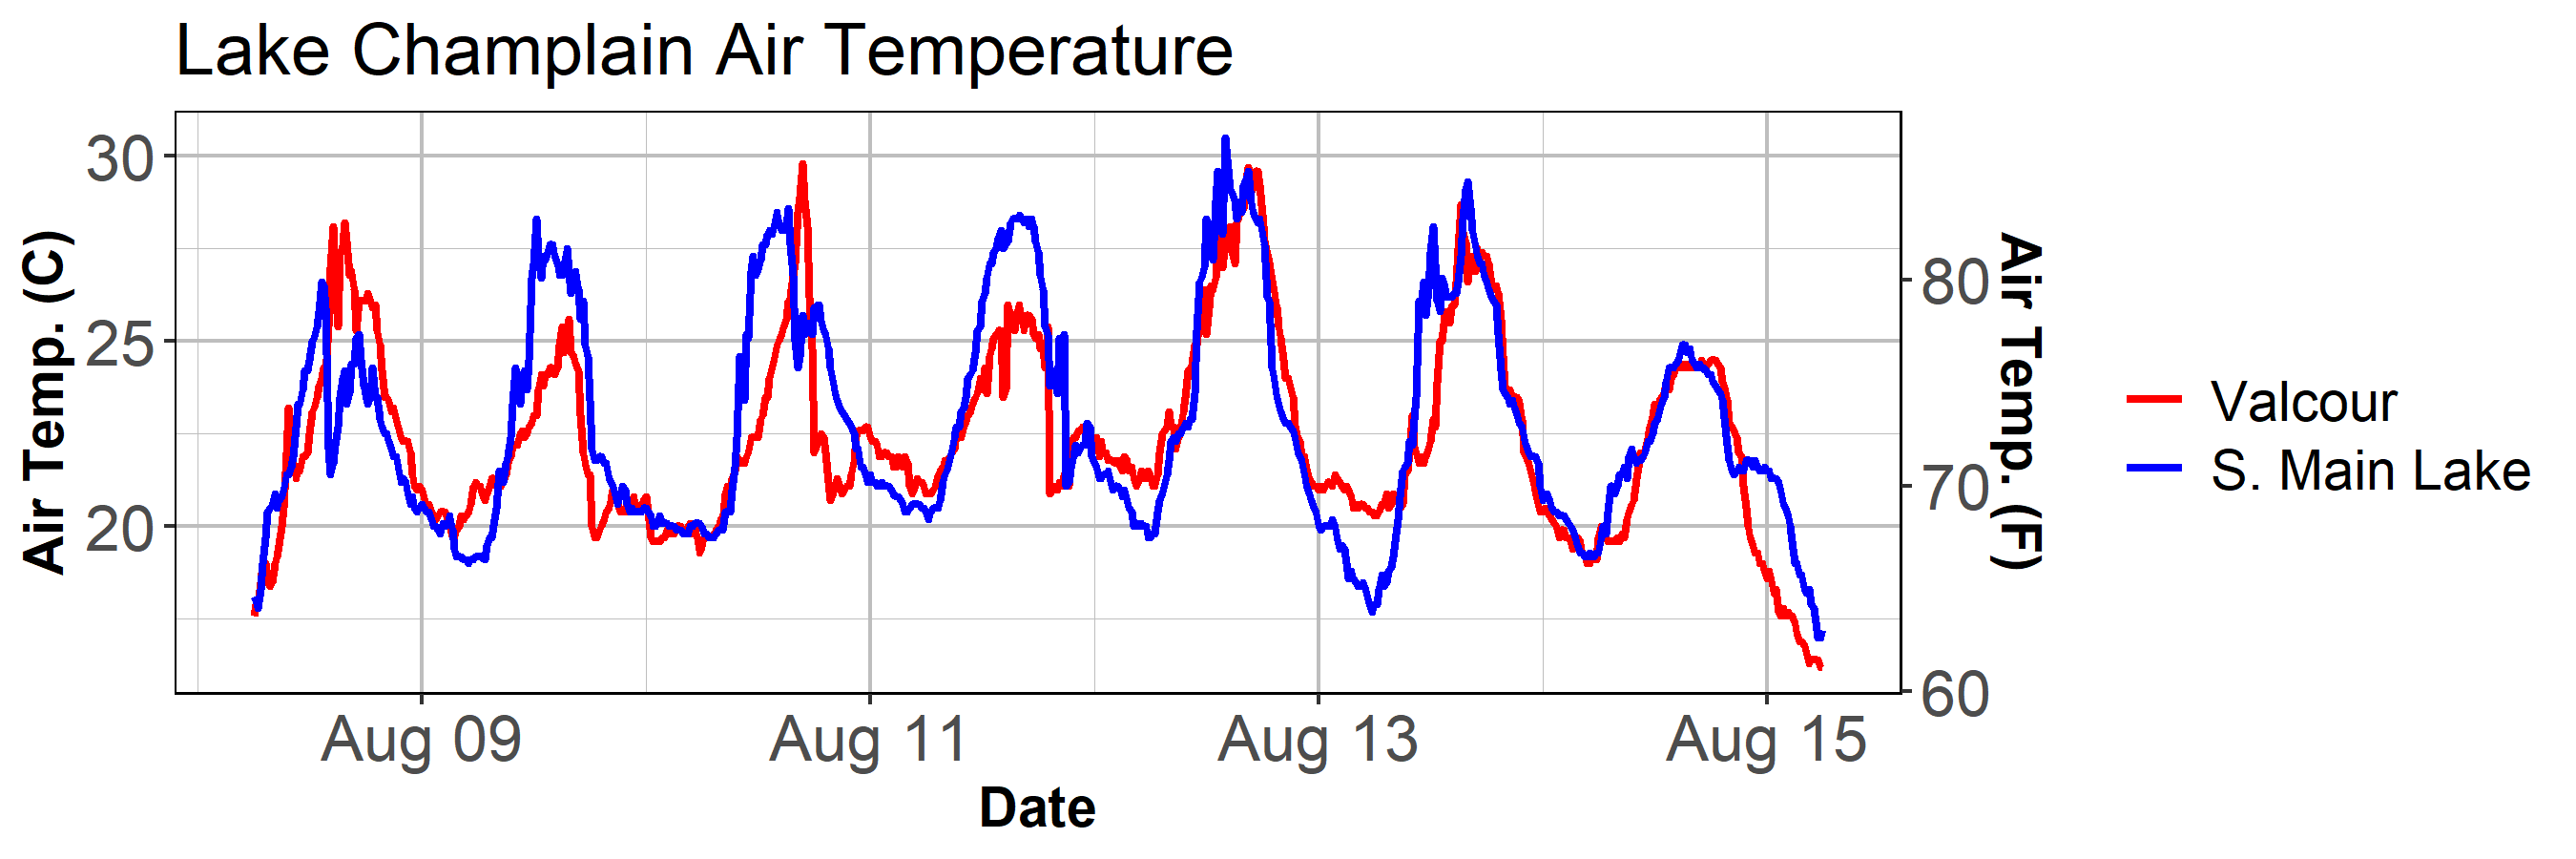 Lake Champlain Air Temperature
Air Temp. (C)
30
25
20
Air Temp. (F)
80
70
60
Aug 09
Aug 11
Aug 13
Aug 15
Date
Valcour
S. Main Lake